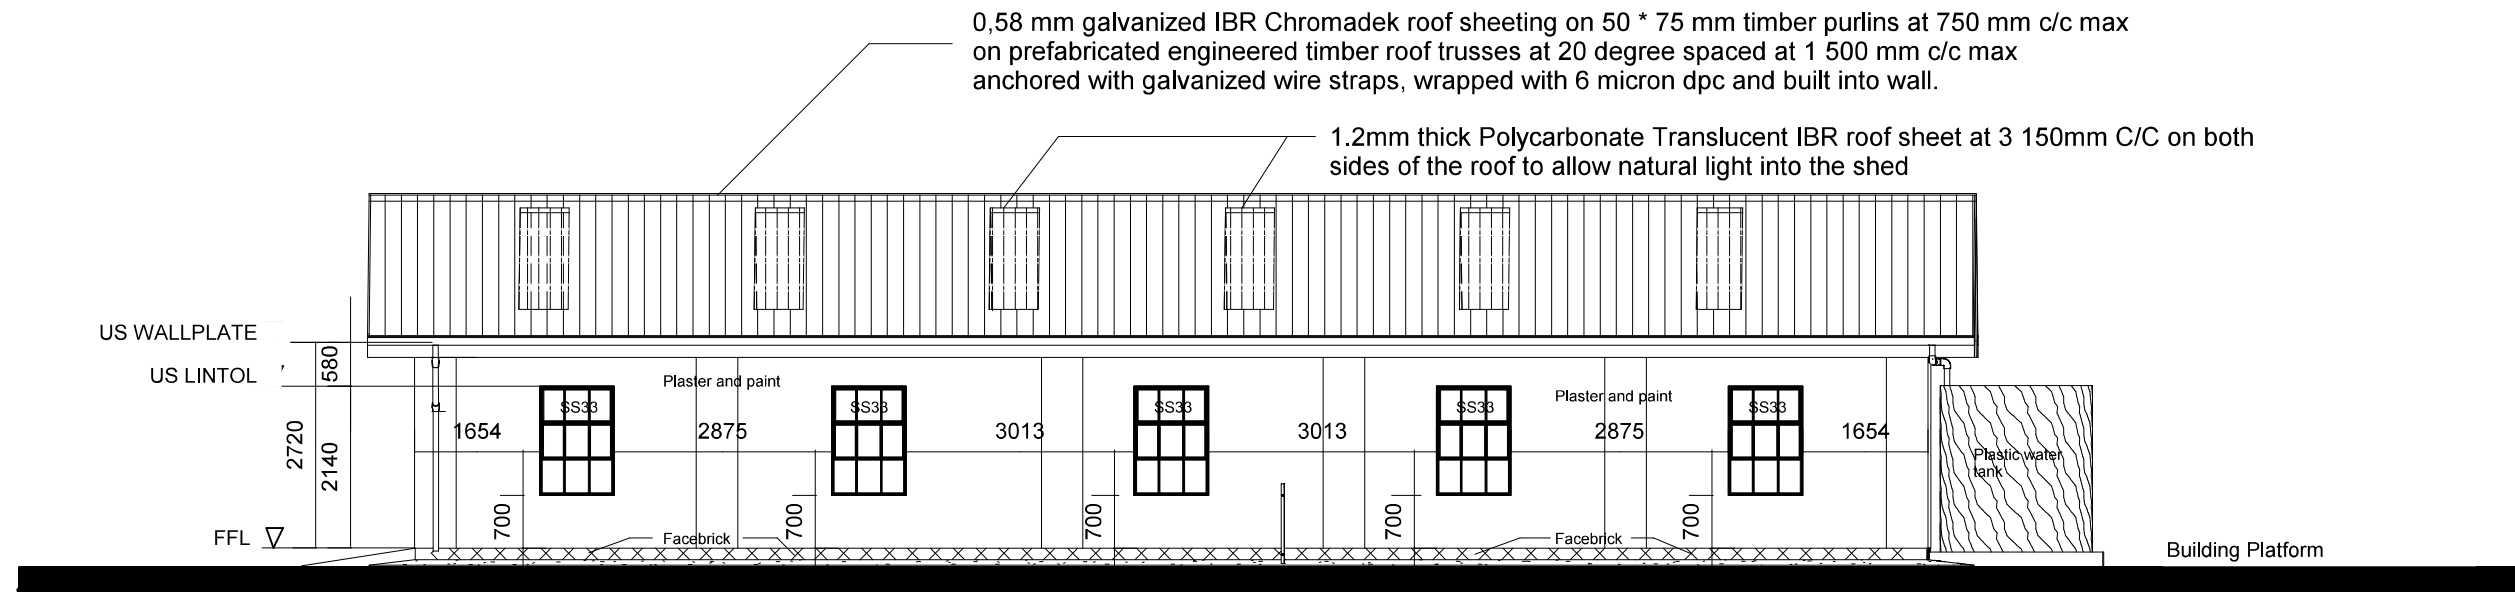 0,58 mm galvanized IBR Chromadek roof sheeting on 50 * 75 mm timber purlins at 750 mm c/c max
on prefabricated engineered timber roof trusses at 20 degree spaced at 1 500 mm c/c max
anchored with galvanized wire straps, wrapped with 6 micron dpc and built into wall.
1.2mm thick Polycarbonate Translucent IBR roof sheet at 3 150mm C/C on both
sides of the roof to allow natural light into the shed
US WALLPLATE
580
US LINTOL
Plaster and paint
Plaster and paint
SS33
SS33
SS33
SS33
SS33
1654
2875
3013
3013
2875
1654
2720
2140
Plastic water
tank
700
700
700
700
700
FFL
Facebrick
Facebrick
Building Platform